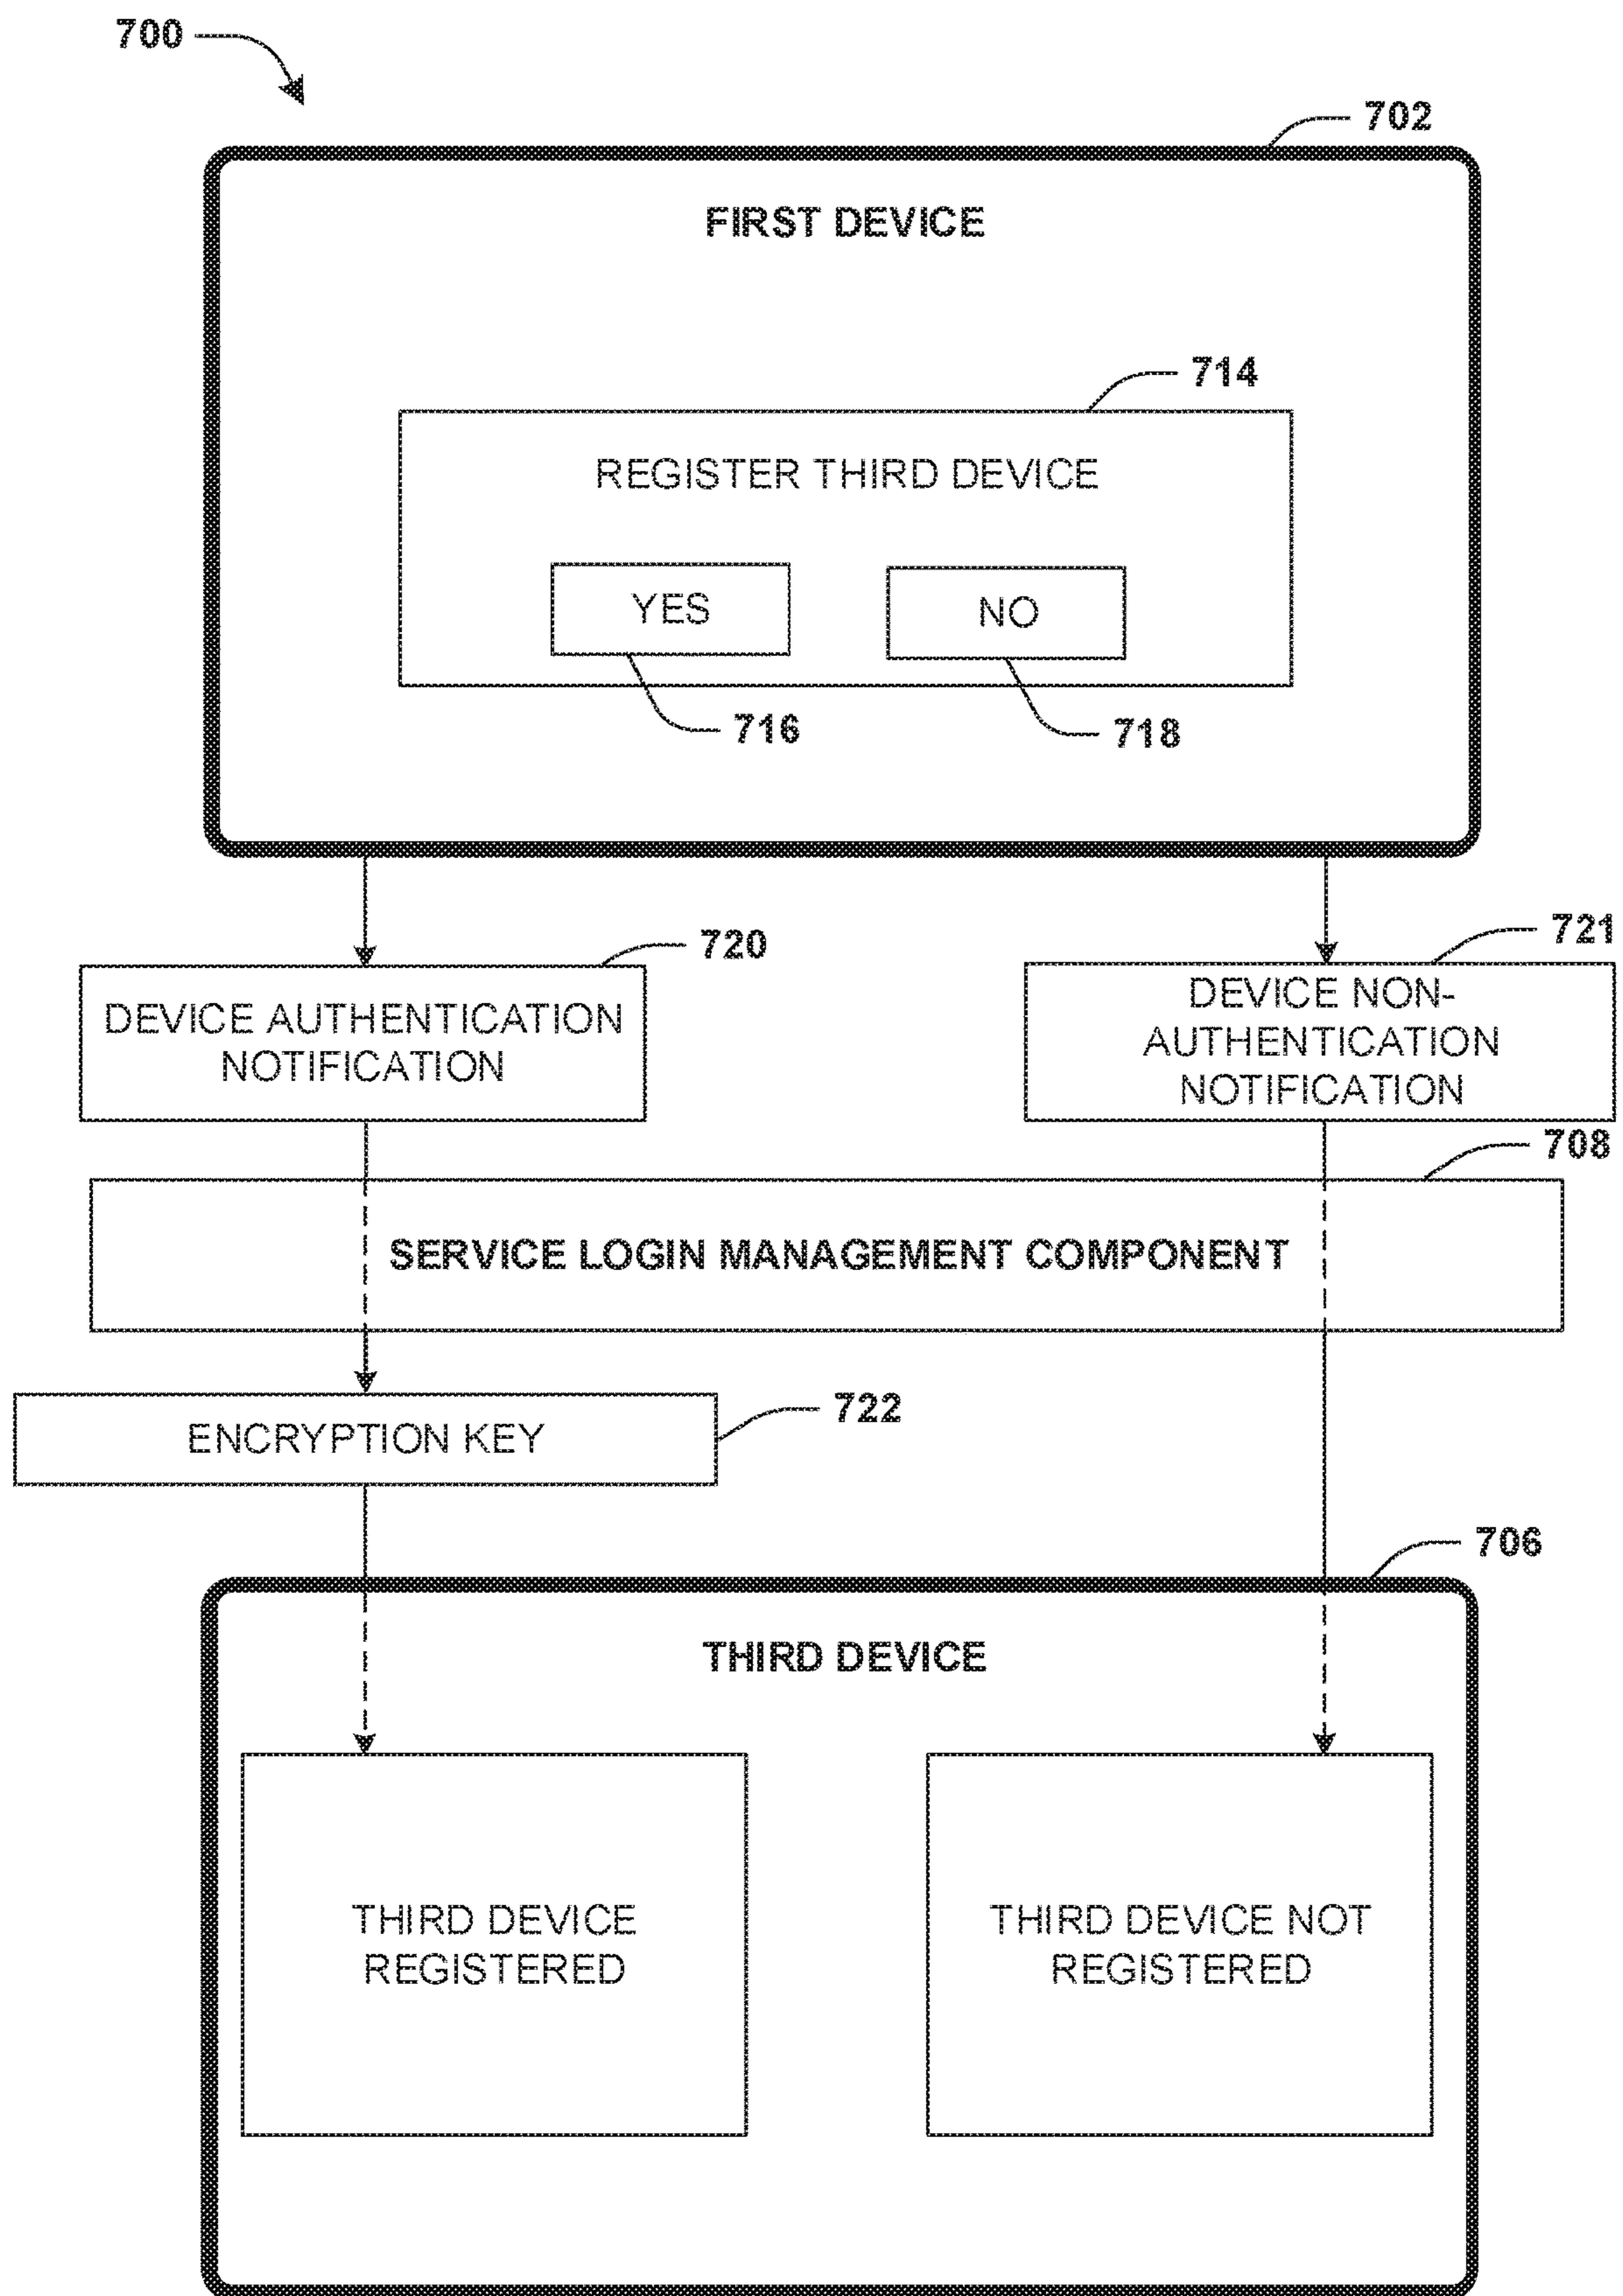 700
702
FIRST DEVICE
714
REGISTER THIRD DEVICE
YES
NO
716
718
720
721
DEVICE AUTHENTICATION
NOTIFICATION
DEVICE NON-
AUTHENTICATION
NOTIFICATION
708
SERVICE LOGIN MANAGEMENT COMPONENT
722
ENCRYPTION KEY
706
THIRD DEVICE
THIRD DEVICE
REGISTERED
THIRD DEVICE NOT
REGISTERED